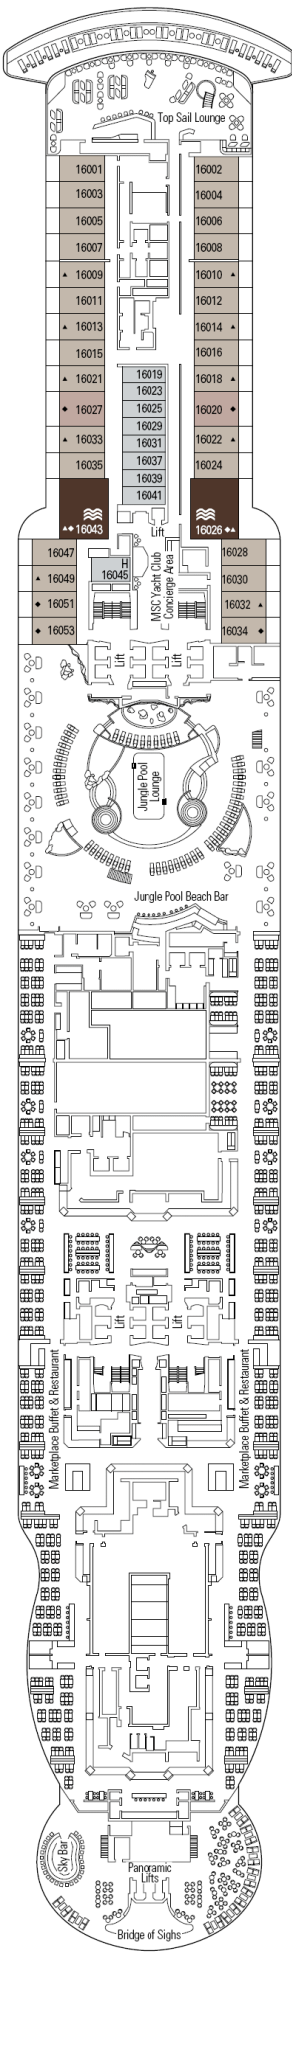 Top Sail Lounge
16001 16002
16003 16004
16005 16006
16007 16008
16009 16010
16011 16012
16013 16014
16015 16016
16021 16019 16018
16027 16023 16020
16033 16025 16022
16035 16029 16024
16031
16037
16039
16041
16043 16026
Lift
MSC Yacht Club
Concierge Area
H
16045
16047 16028
16049 16030
16051 16032
16053 16034
Lift Lift
Jungle Pool
Lounge
Jungle Pool Beach Bar
Lift Lift
Marketplace Buffet & Restaurant
Marketplace Buffet & Restaurant
Sky Bar
Panoramic
Lifts
Bridge of Sighs